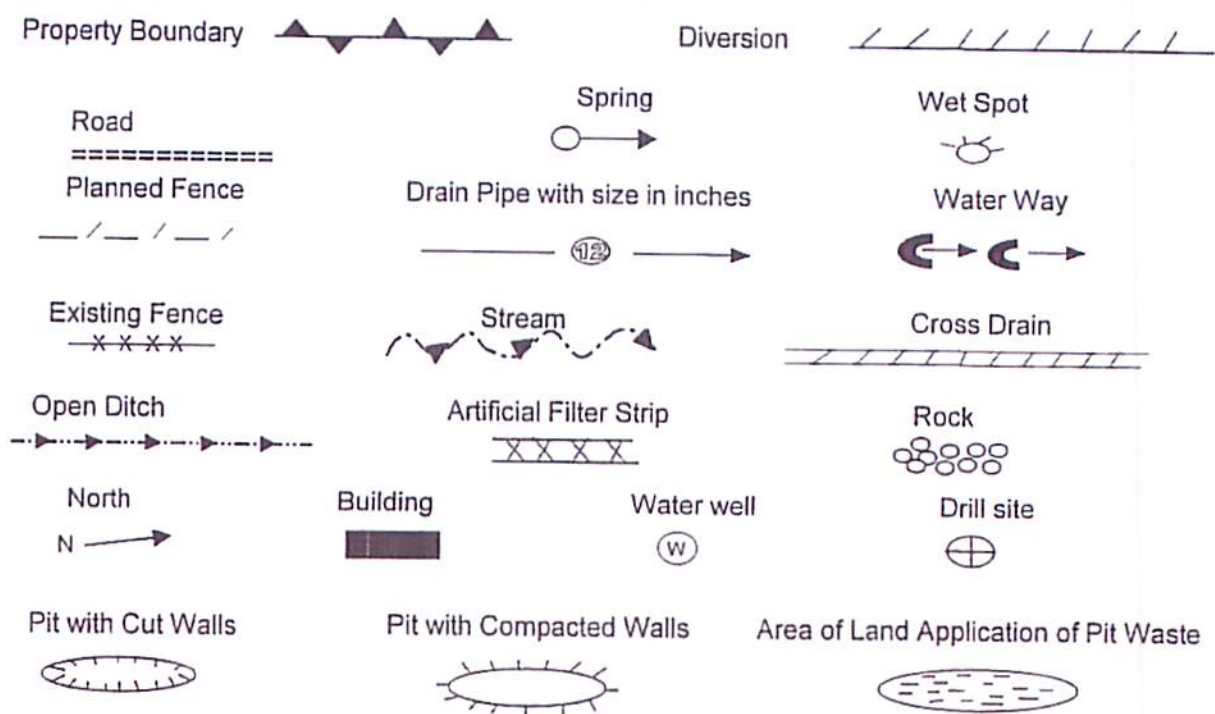 Property Boundary
Diversion
Road
Spring
Wet Spot
Planned Fence
Drain Pipe with size in inches
12
Water Way
Existing Fence
Stream
Cross Drain
Open Ditch
Artificial Filter Strip
Rock
North
N
Building
Water well
W
Drill site
Pit with Cut Walls
Pit with Compacted Walls
Area of Land Application of Pit Waste